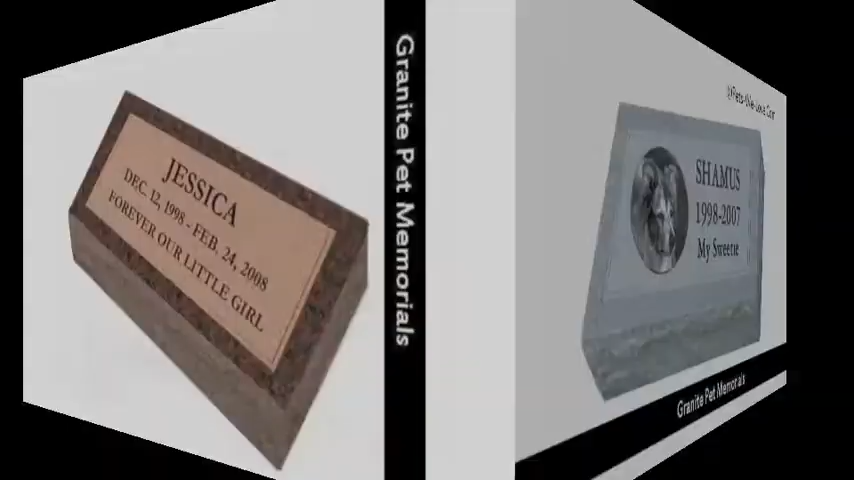 JESSICA
DEC. 12, 1998 - FEB. 24, 2008
FOREVER OUR LITTLE GIRL
Granite Pet Memorials
SHAMUS
1998-2007
My Sweetie
Granite Pet Memorials